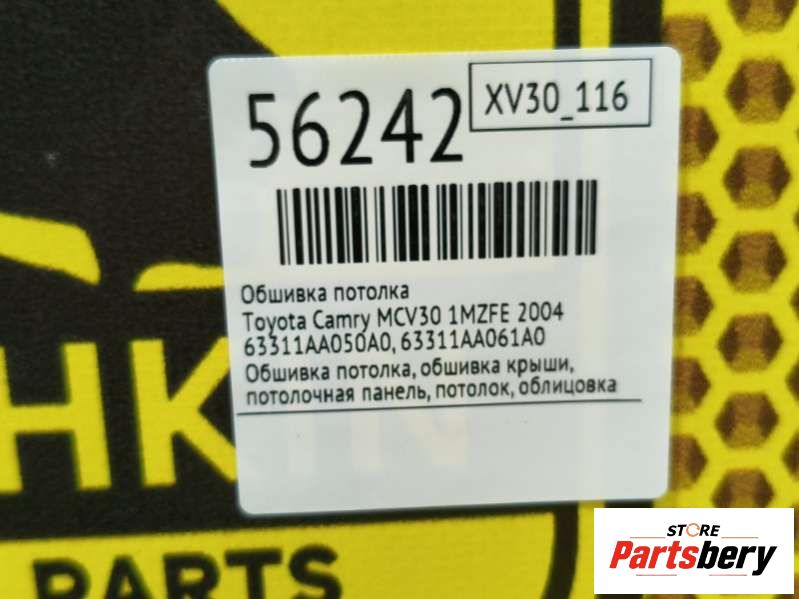 56242
XV30_116
Обшивка потолка
Toyota Camry MCV30 1MZFE 2004
63311AA050A0, 63311AA061A0
Обшивка потолка, обшивка крыши,
потолочная панель, потолок, облицовка
PARTS
STORE
Partsbery